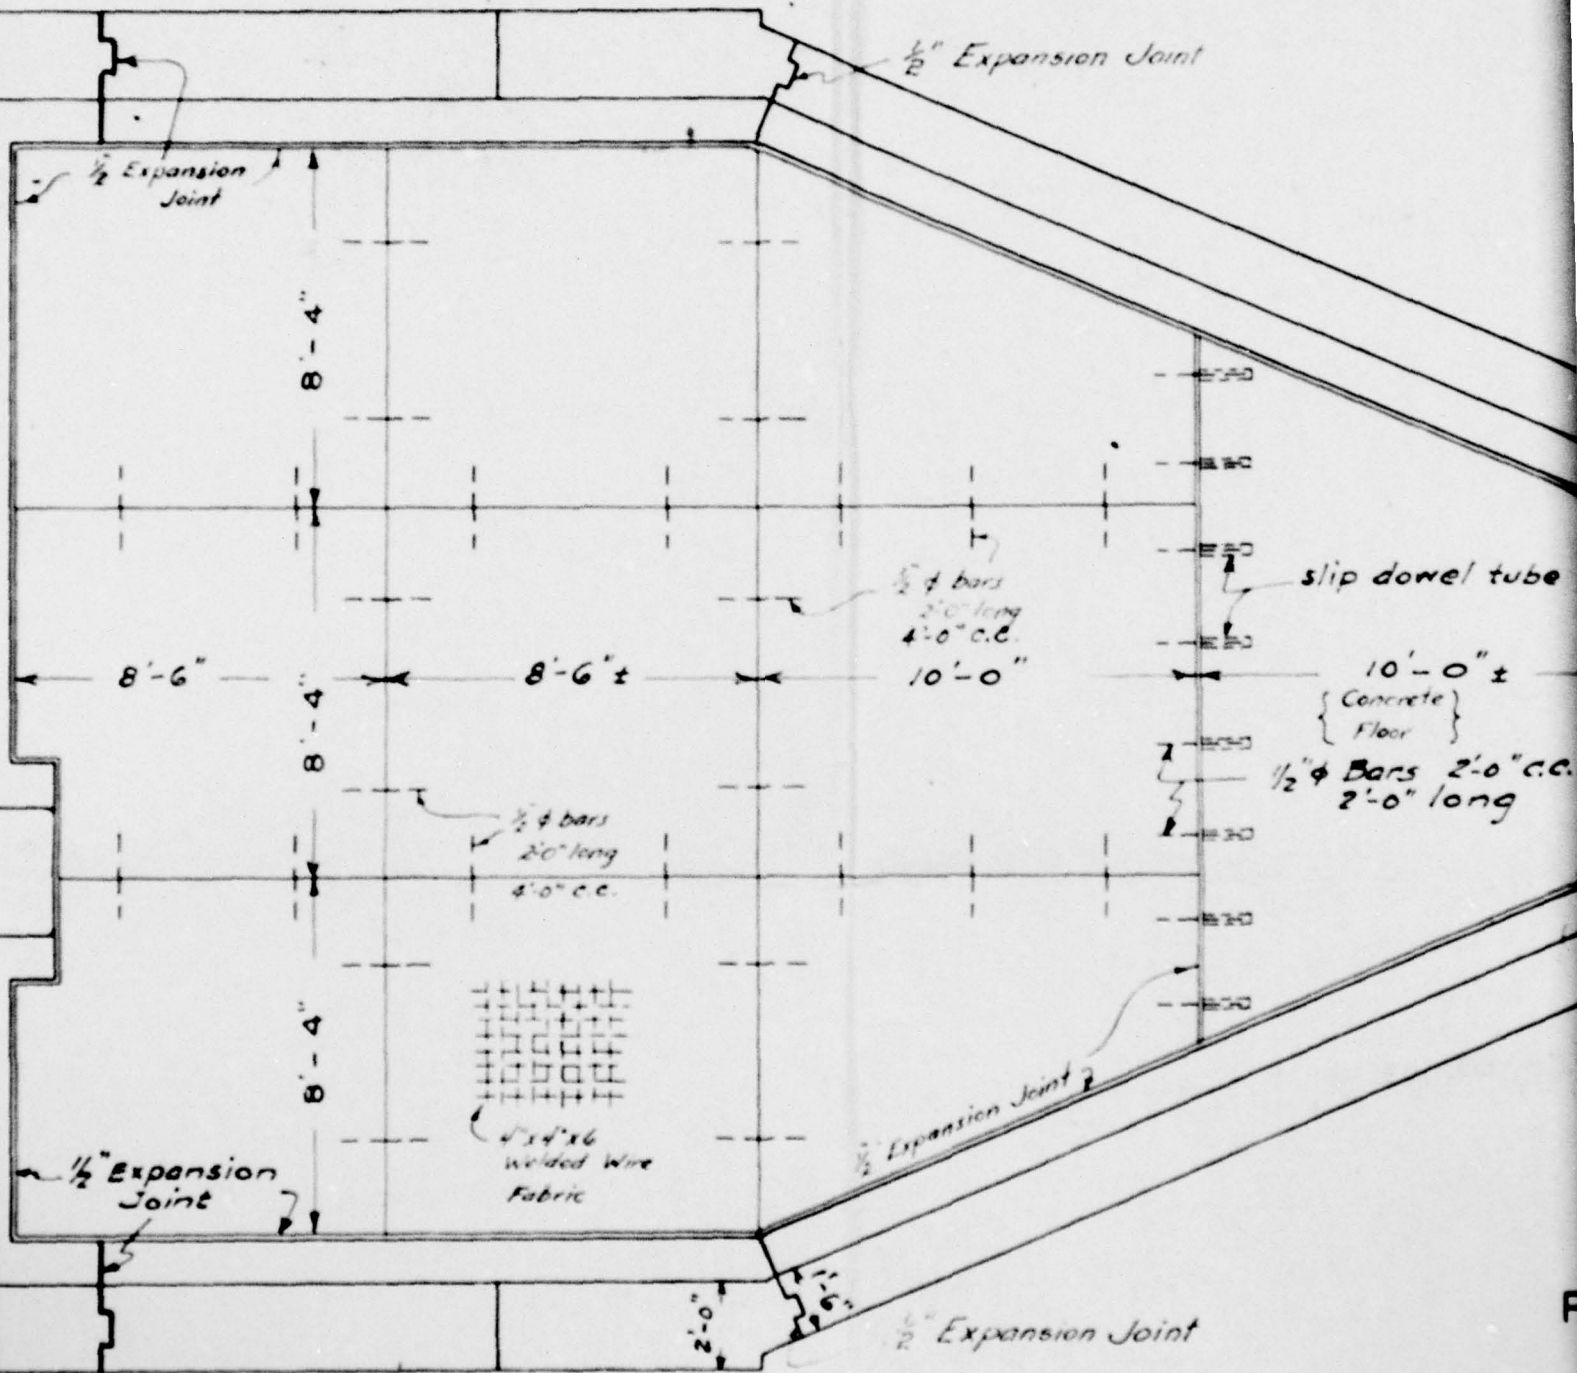 1/2" Expansion Joint
1/2" Expansion
Joint
8'-4"
1/2" φ bars
2'-0" long
4'-0" c.c.
slip dowel tube
8'-6"
8'-6" ±
10'-0"
10'-0" ±
{ Concrete }
{ Floor }
8'-4"
1/2" φ Bars 2'-0" c.c.
2'-0" long
1/2" φ bars
2'-0" long
4'-0" c.c.
8'-4"
4" x 4" x 6
Welded Wire
Fabric
1/2" Expansion Joint
1/2" Expansion
Joint
2'-0"
1'-6"
1/2" Expansion Joint